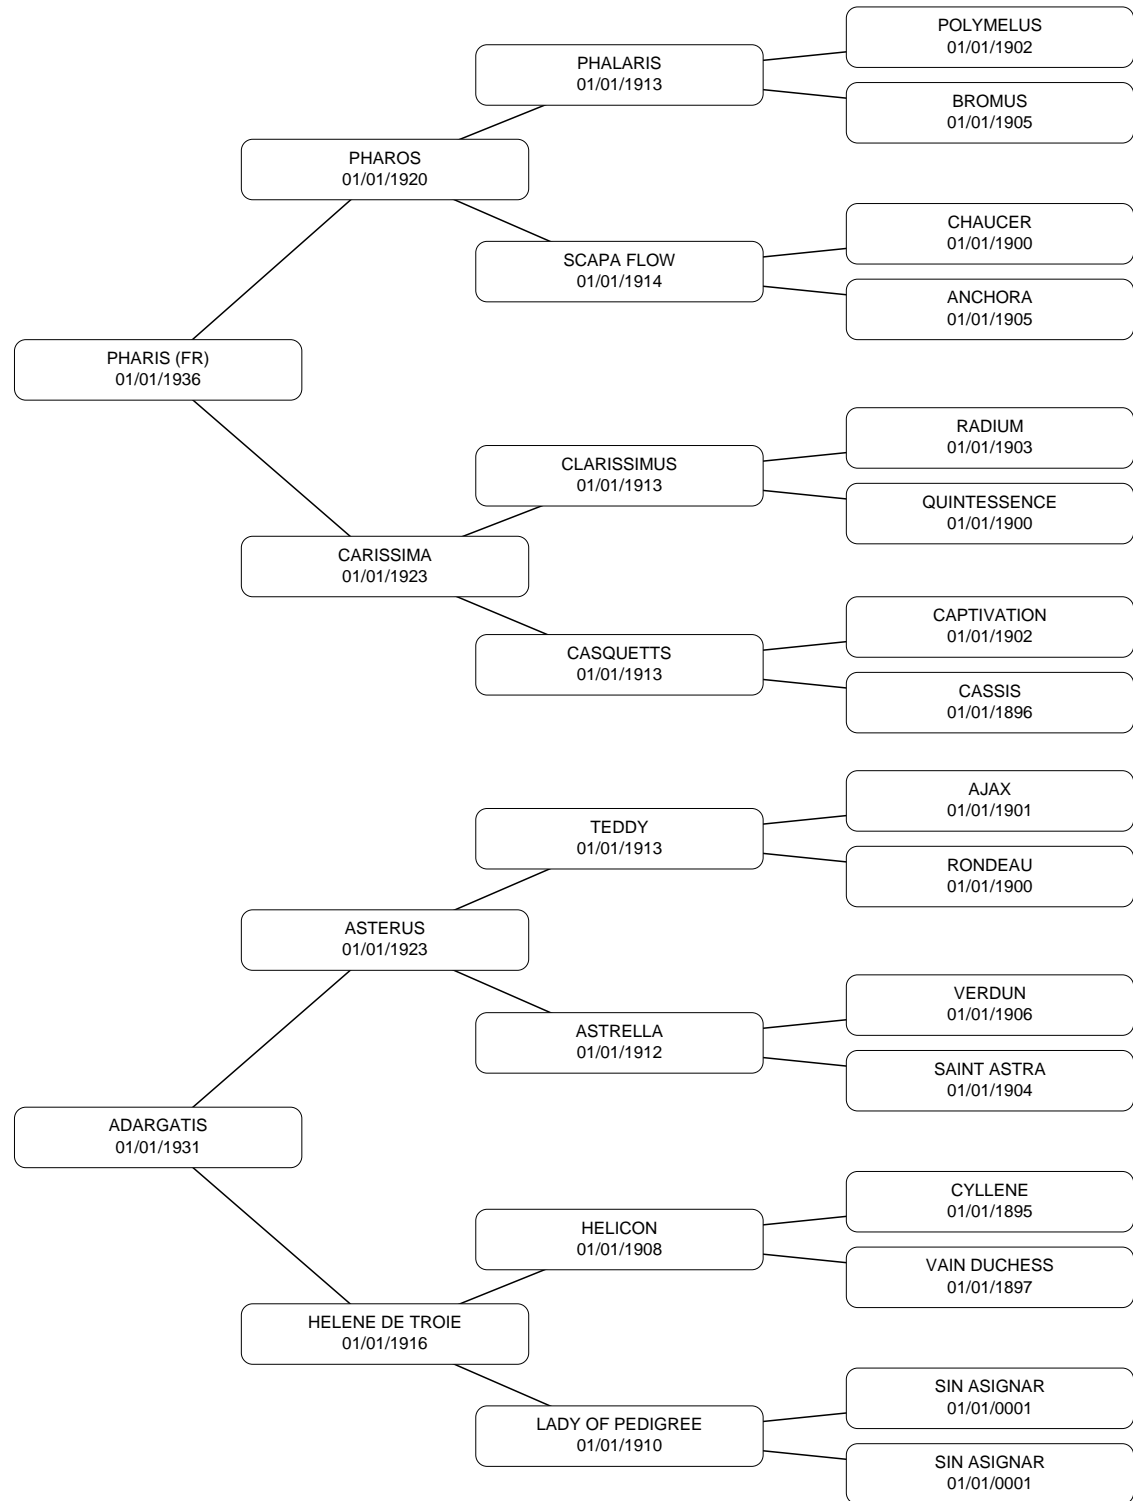 POLYMELUS
01/01/1902
PHALARIS
01/01/1913
BROMUS
01/01/1905
PHAROS
01/01/1920
CHAUCER
01/01/1900
SCAPA FLOW
01/01/1914
ANCHORA
01/01/1905
PHARIS (FR)
01/01/1936
RADIUM
01/01/1903
CLARISSIMUS
01/01/1913
QUINTESSENCE
01/01/1900
CARISSIMA
01/01/1923
CAPTIVATION
01/01/1902
CASQUETTS
01/01/1913
CASSIS
01/01/1896
AJAX
01/01/1901
TEDDY
01/01/1913
RONDEAU
01/01/1900
ASTERUS
01/01/1923
VERDUN
01/01/1906
ASTRELLA
01/01/1912
SAINT ASTRA
01/01/1904
ADARGATIS
01/01/1931
CYLLENE
01/01/1895
HELICON
01/01/1908
VAIN DUCHESS
01/01/1897
HELENE DE TROIE
01/01/1916
SIN ASIGNAR
01/01/0001
LADY OF PEDIGREE
01/01/1910
SIN ASIGNAR
01/01/0001